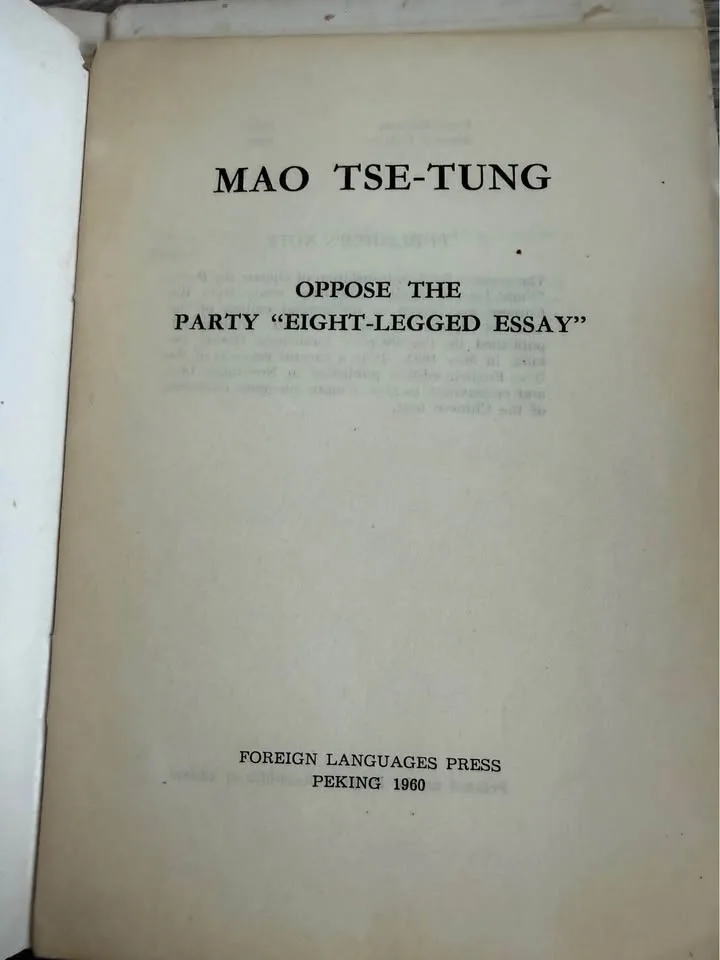 MAO TSE-TUNG
OPPOSE THE
PARTY “EIGHT-LEGGED ESSAY”
FOREIGN LANGUAGES PRESS
PEKING 1960